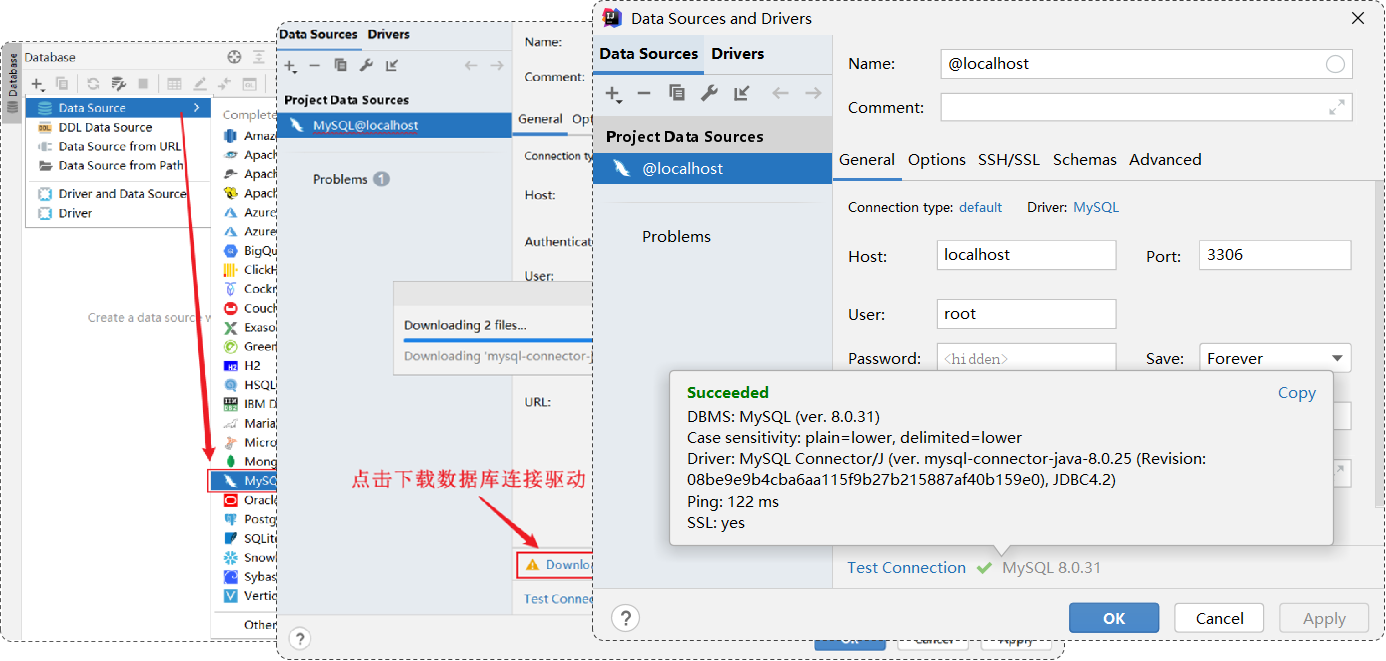 Database
Database
Data Source
DDL Data Source
DDL
Data Source from URL
Data Source from Path
Driver and Data Source
Driver
Create a data source
Complete
Amaz
Apach
Apach
Apach
Azure
Azure
BigQu
ClickH
Cockr
Couch
Exaso
Green
H2
HSQL
IBM D
Maria
Micro
Mong
MySQ
Oracl
Postg
SQLite
Snow
Sybas
Vertic
Other
Data Sources Drivers
Project Data Sources
MySQL@localhost
Problems 1
Name:
Comment:
General Opt
Connection ty
Host:
Authenticat
User:
Downloading 2 files...
Downloading 'mysql-connector-j
URL:
点击下载数据库连接驱动
Downlo
Test Connec
?
OK Cancel Apply
Data Sources and Drivers
Data Sources Drivers
Project Data Sources
@localhost
Problems
Name: @localhost
Comment:
General Options SSH/SSL Schemas Advanced
Connection type: default Driver: MySQL
Host: localhost Port: 3306
User: root
Password: <hidden> Save: Forever
Succeeded Copy
DBMS: MySQL (ver. 8.0.31)
Case sensitivity: plain=lower, delimited=lower
Driver: MySQL Connector/J (ver. mysql-connector-java-8.0.25 (Revision:
08be9e9b4cba6aa115f9b27b215887af40b159e0), JDBC4.2)
Ping: 122 ms
SSL: yes
Test Connection MySQL 8.0.31
?
OK Cancel Apply